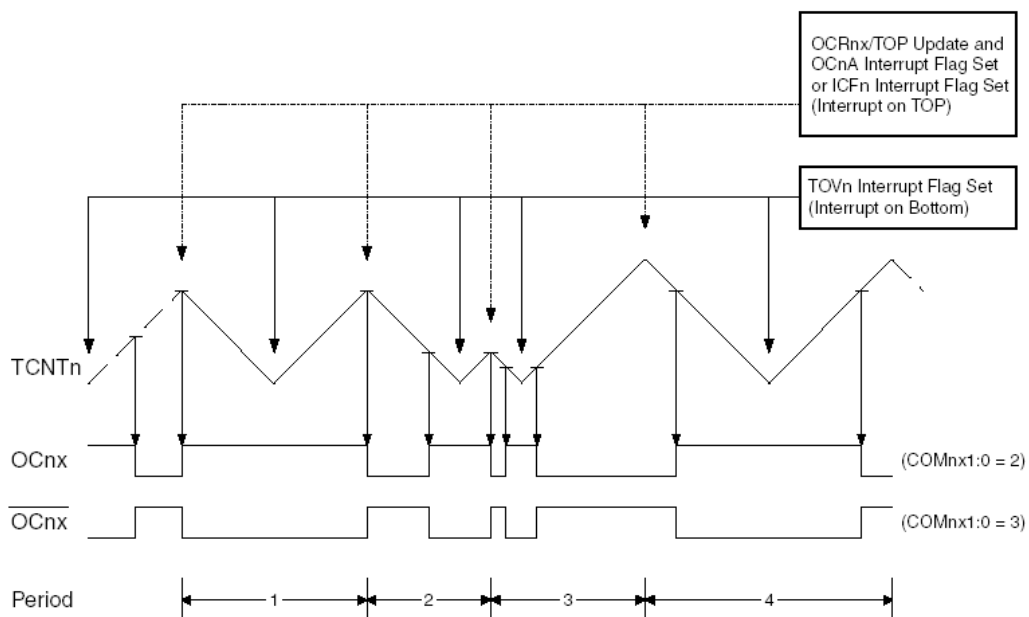 OCRnx/TOP Update and
OCnA Interrupt Flag Set
or ICFn Interrupt Flag Set
(Interrupt on TOP)
TOVn Interrupt Flag Set
(Interrupt on Bottom)
TCNTn
OCnx
(COMnx1:0 = 2)
OCnx
(COMnx1:0 = 3)
Period
1
2
3
4